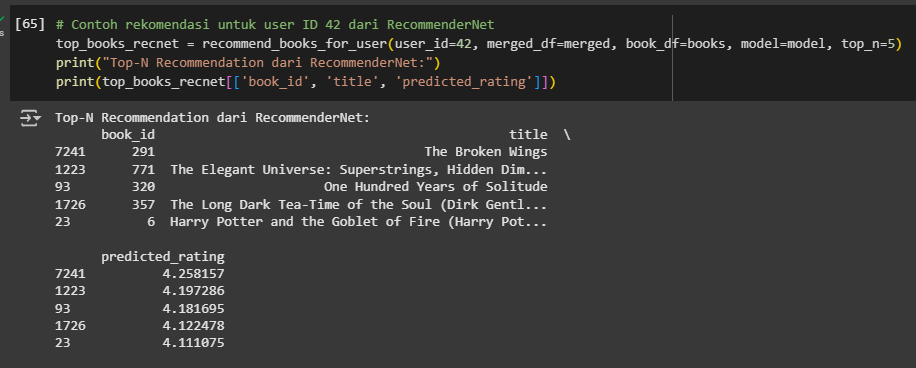 [65] # Contoh rekomendasi untuk user ID 42 dari RecommenderNet
top_books_recnet = recommend_books_for_user(user_id=42, merged_df=merged, book_df=books, model=model, top_n=5)
print("Top-N Recommendation dari RecommenderNet:")
print(top_books_recnet[['book_id', 'title', 'predicted_rating']])
Top-N Recommendation dari RecommenderNet:
book_id title \
7241 291 The Broken Wings
1223 771 The Elegant Universe: Superstrings, Hidden Dim...
93 320 One Hundred Years of Solitude
1726 357 The Long Dark Tea-Time of the Soul (Dirk Gentl...
23 6 Harry Potter and the Goblet of Fire (Harry Pot...
predicted_rating
7241 4.258157
1223 4.197286
93 4.181695
1726 4.122478
23 4.111075